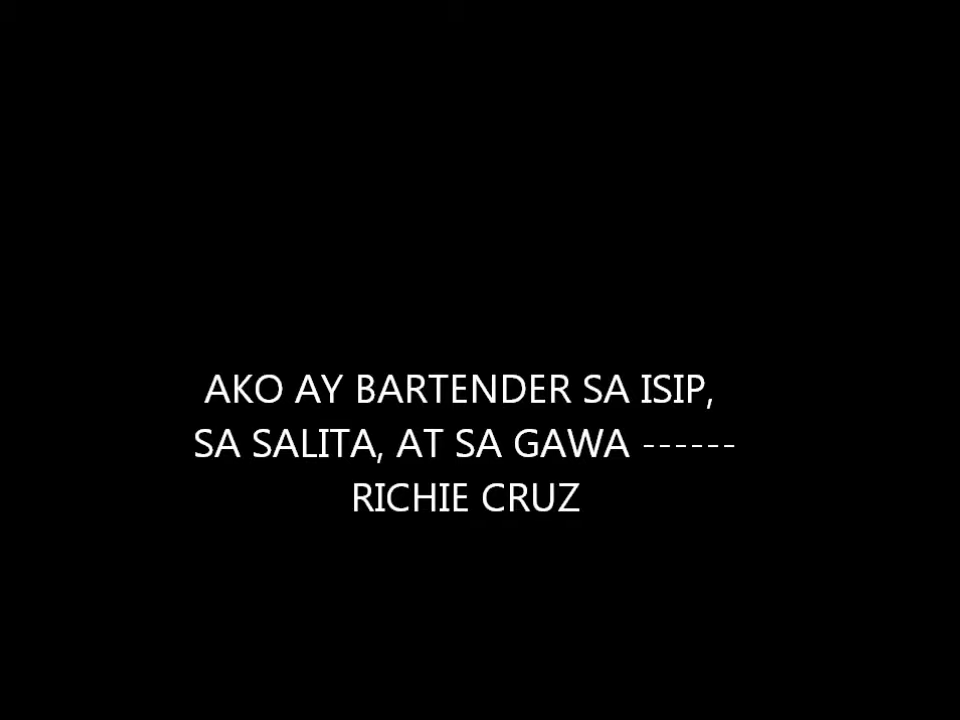 AKO AY BARTENDER SA ISIP,
SA SALITA, AT SA GAWA ------
RICHIE CRUZ